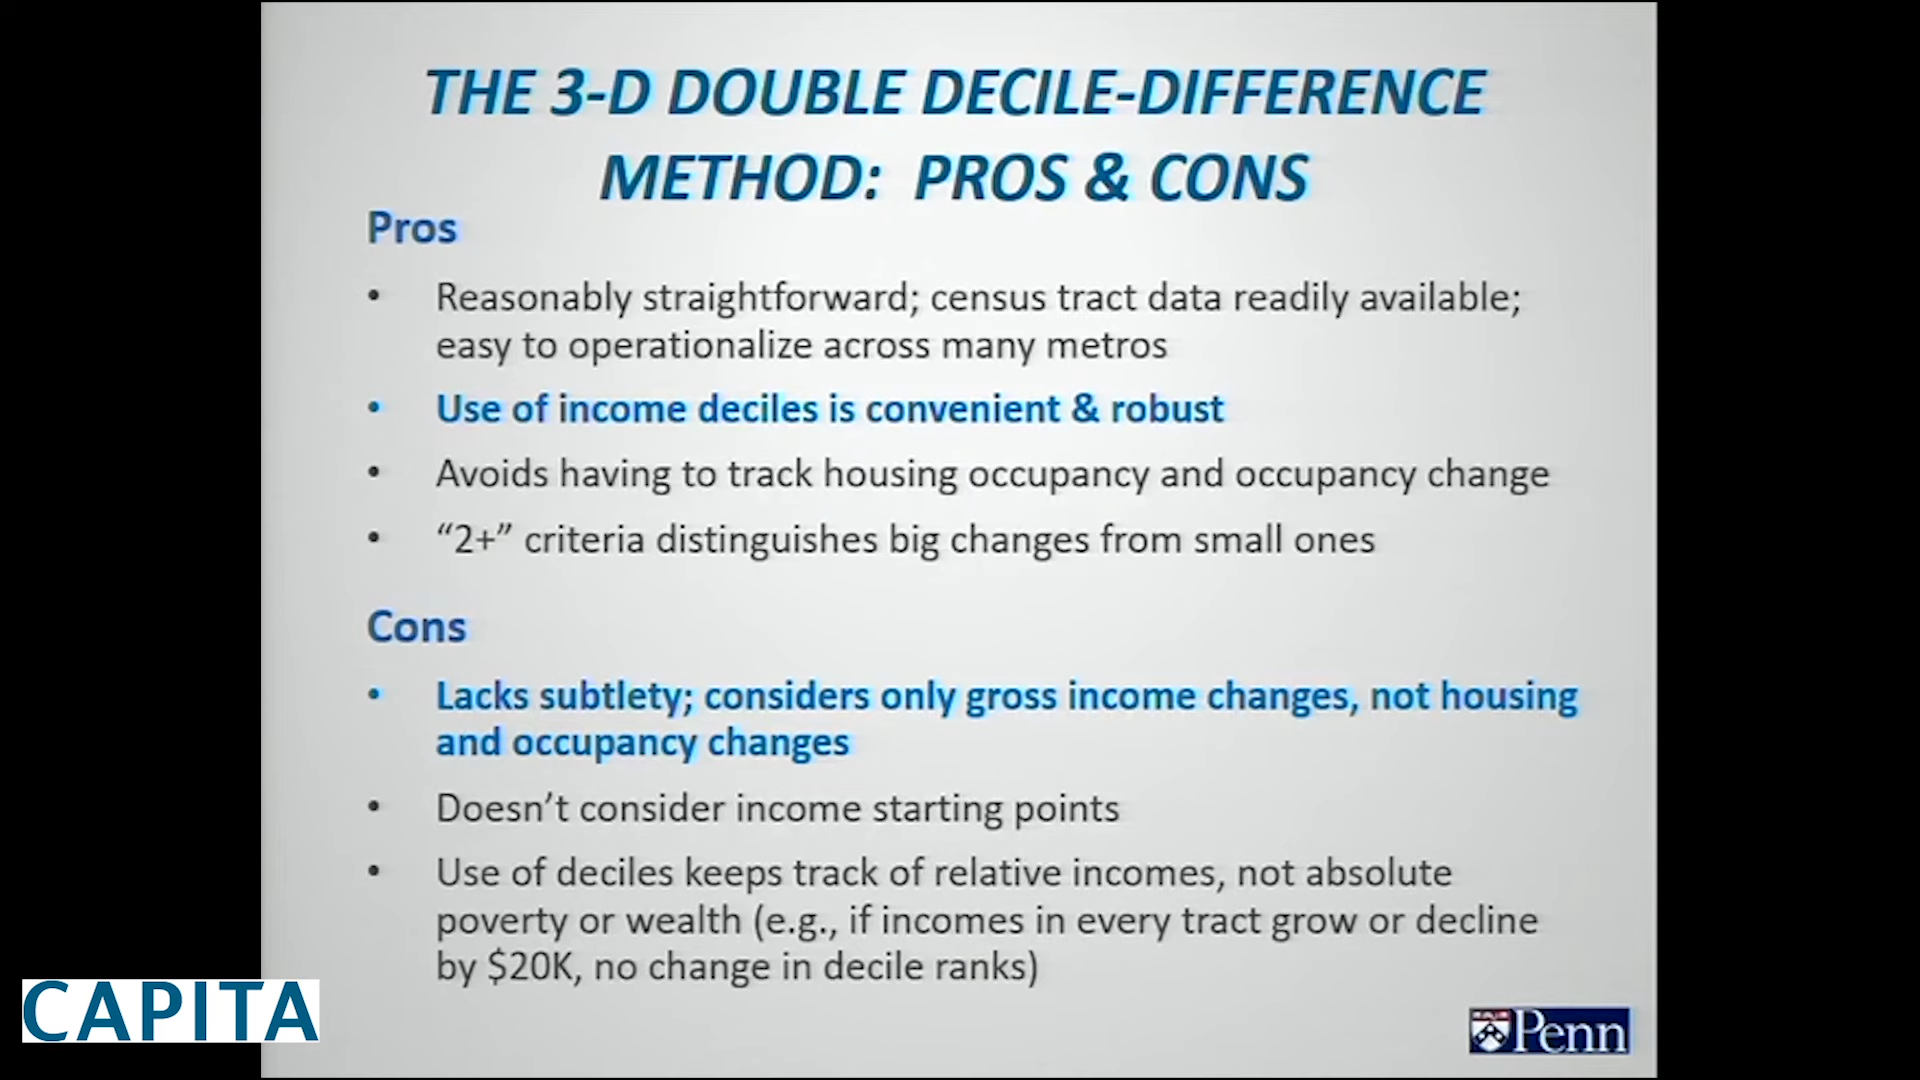 THE 3-D DOUBLE DECILE-DIFFERENCE
METHOD:  PROS & CONS
Pros
• Reasonably straightforward; census tract data readily available;
easy to operationalize across many metros
• Use of income deciles is convenient & robust
• Avoids having to track housing occupancy and occupancy change
• “2+” criteria distinguishes big changes from small ones
Cons
• Lacks subtlety; considers only gross income changes, not housing
and occupancy changes
• Doesn’t consider income starting points
• Use of deciles keeps track of relative incomes, not absolute
poverty or wealth (e.g., if incomes in every tract grow or decline
by $20K, no change in decile ranks)
CAPITA
Penn